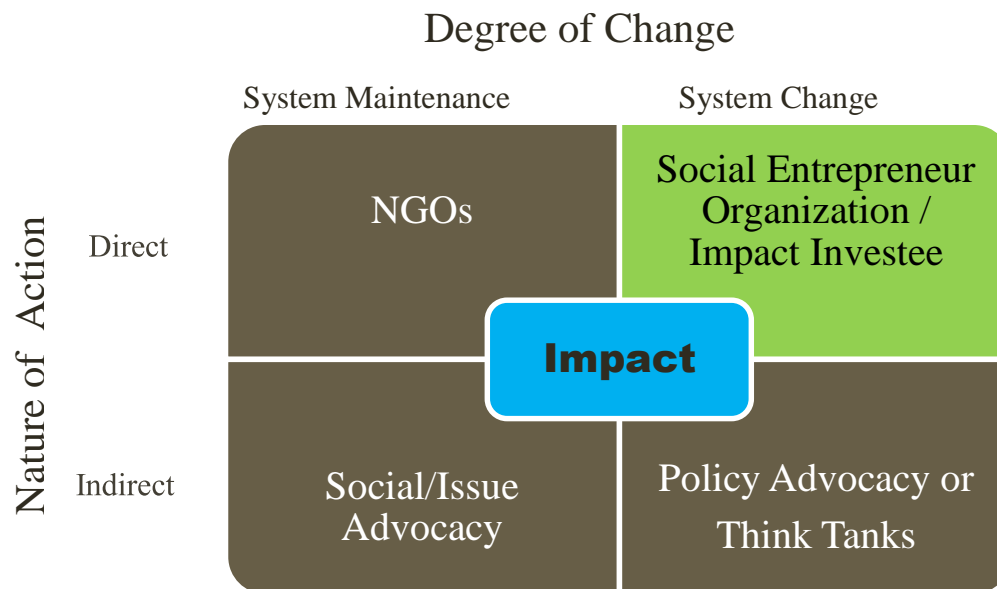 Degree of Change
System Maintenance
System Change
Nature of Action
Direct
NGOs
Social Entrepreneur
Organization /
Impact Investee
Impact
Indirect
Social/Issue
Advocacy
Policy Advocacy or
Think Tanks